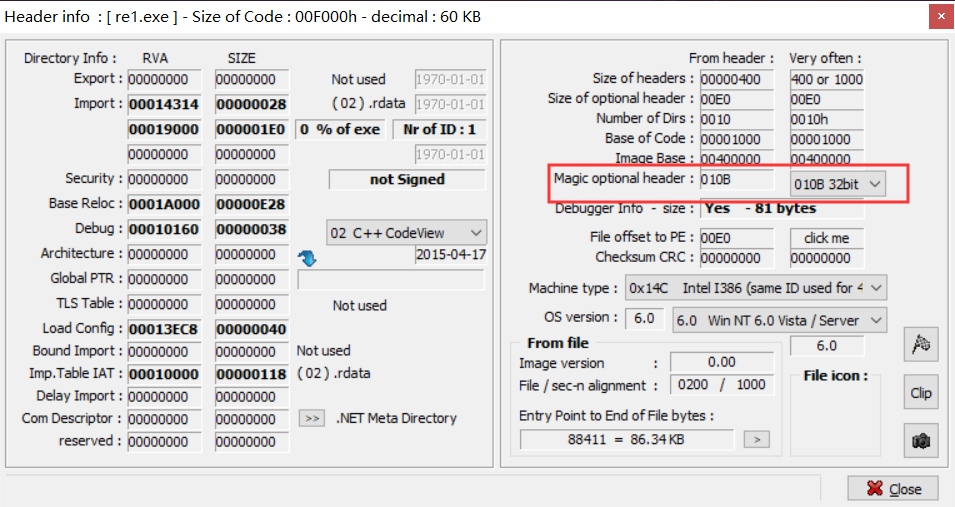 Header info : [ re1.exe ] - Size of Code : 00F000h - decimal : 60 KB
Directory Info : RVA SIZE
Export : 00000000 00000000 Not used 1970-01-01
Import : 00014314 00000028 ( 02 ) .rdata 1970-01-01
00019000 000001E0 0 % of exe Nr of ID : 1
00000000 00000000 1970-01-01
Security : 00000000 00000000 not Signed
Base Reloc : 0001A000 00000E28
Debug : 00010160 00000038 02 C++ CodeView
Architecture : 00000000 00000000 2015-04-17
Global PTR : 00000000 00000000
TLS Table : 00000000 00000000 Not used
Load Config : 00013EC8 00000040
Bound Import : 00000000 00000000 Not used
Imp.Table IAT : 00010000 00000118 ( 02 ) .rdata
Delay Import : 00000000 00000000
Com Descriptor : 00000000 00000000 >> .NET Meta Directory
reserved : 00000000 00000000
From header : Very often :
Size of headers : 00000400 400 or 1000
Size of optional header : 00E0 00E0
Number of Dirs : 0010 0010h
Base of Code : 00001000 00001000
Image Base : 00400000 00400000
Magic optional header : 010B 010B 32bit
Debugger Info - size : Yes - 81 bytes
File offset to PE : 00E0 click me
Checksum CRC : 00000000 00000000
Machine type : 0x14C Intel I386 (same ID used for 4
OS version : 6.0 6.0 Win NT 6.0 Vista / Server
6.0
From file
Image version : 0.00
File / sec-n alignment : 0200 / 1000
Entry Point to End of File bytes :
88411 = 86.34 KB >
File icon :
Clip
Close